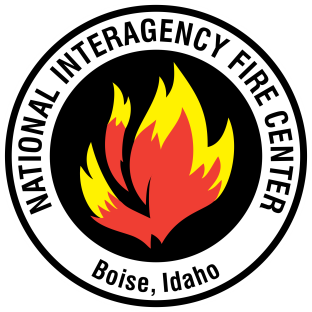 NATIONAL INTERAGENCY FIRE CENTER
Boise, Idaho